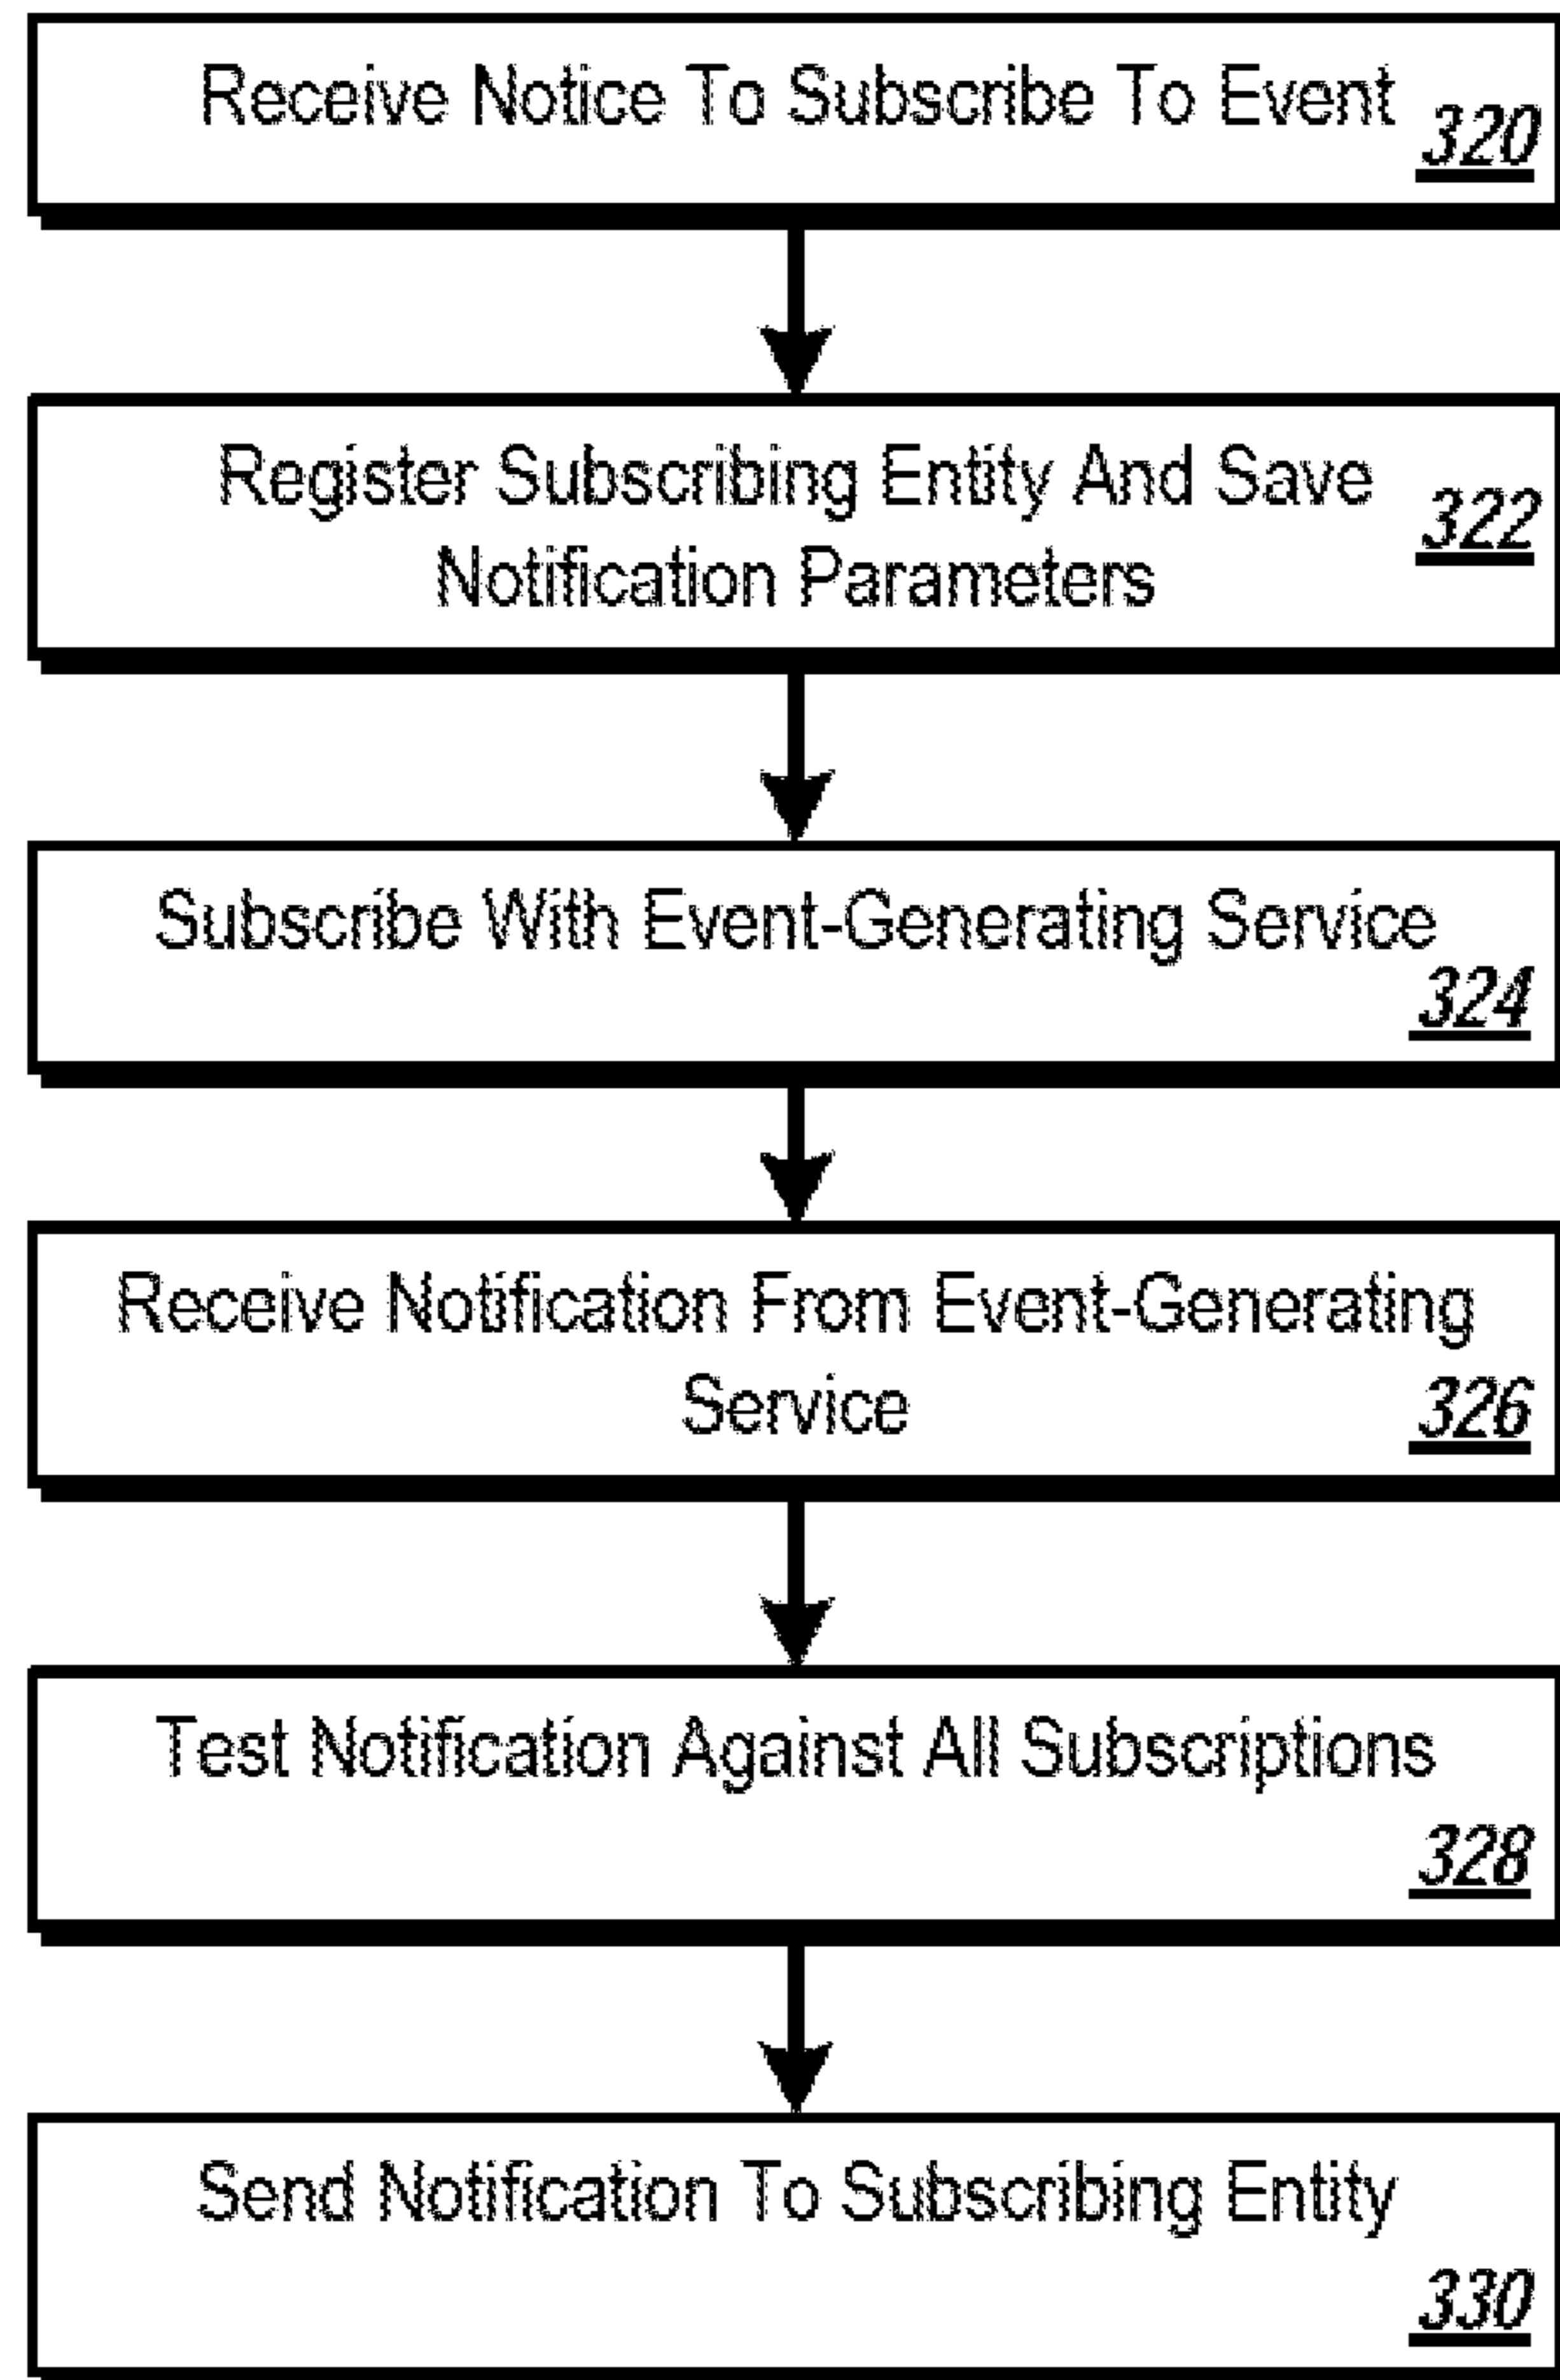 Receive Notice To Subscribe To Event
320
Register Subscribing Entity And Save
322
Notification Parameters
Subscribe With Event-Generating Service
324
Receive Notification From Event-Generating
Service
326
Test Notification Against All Subscriptions
328
Send Notification To Subscribing Entity
330